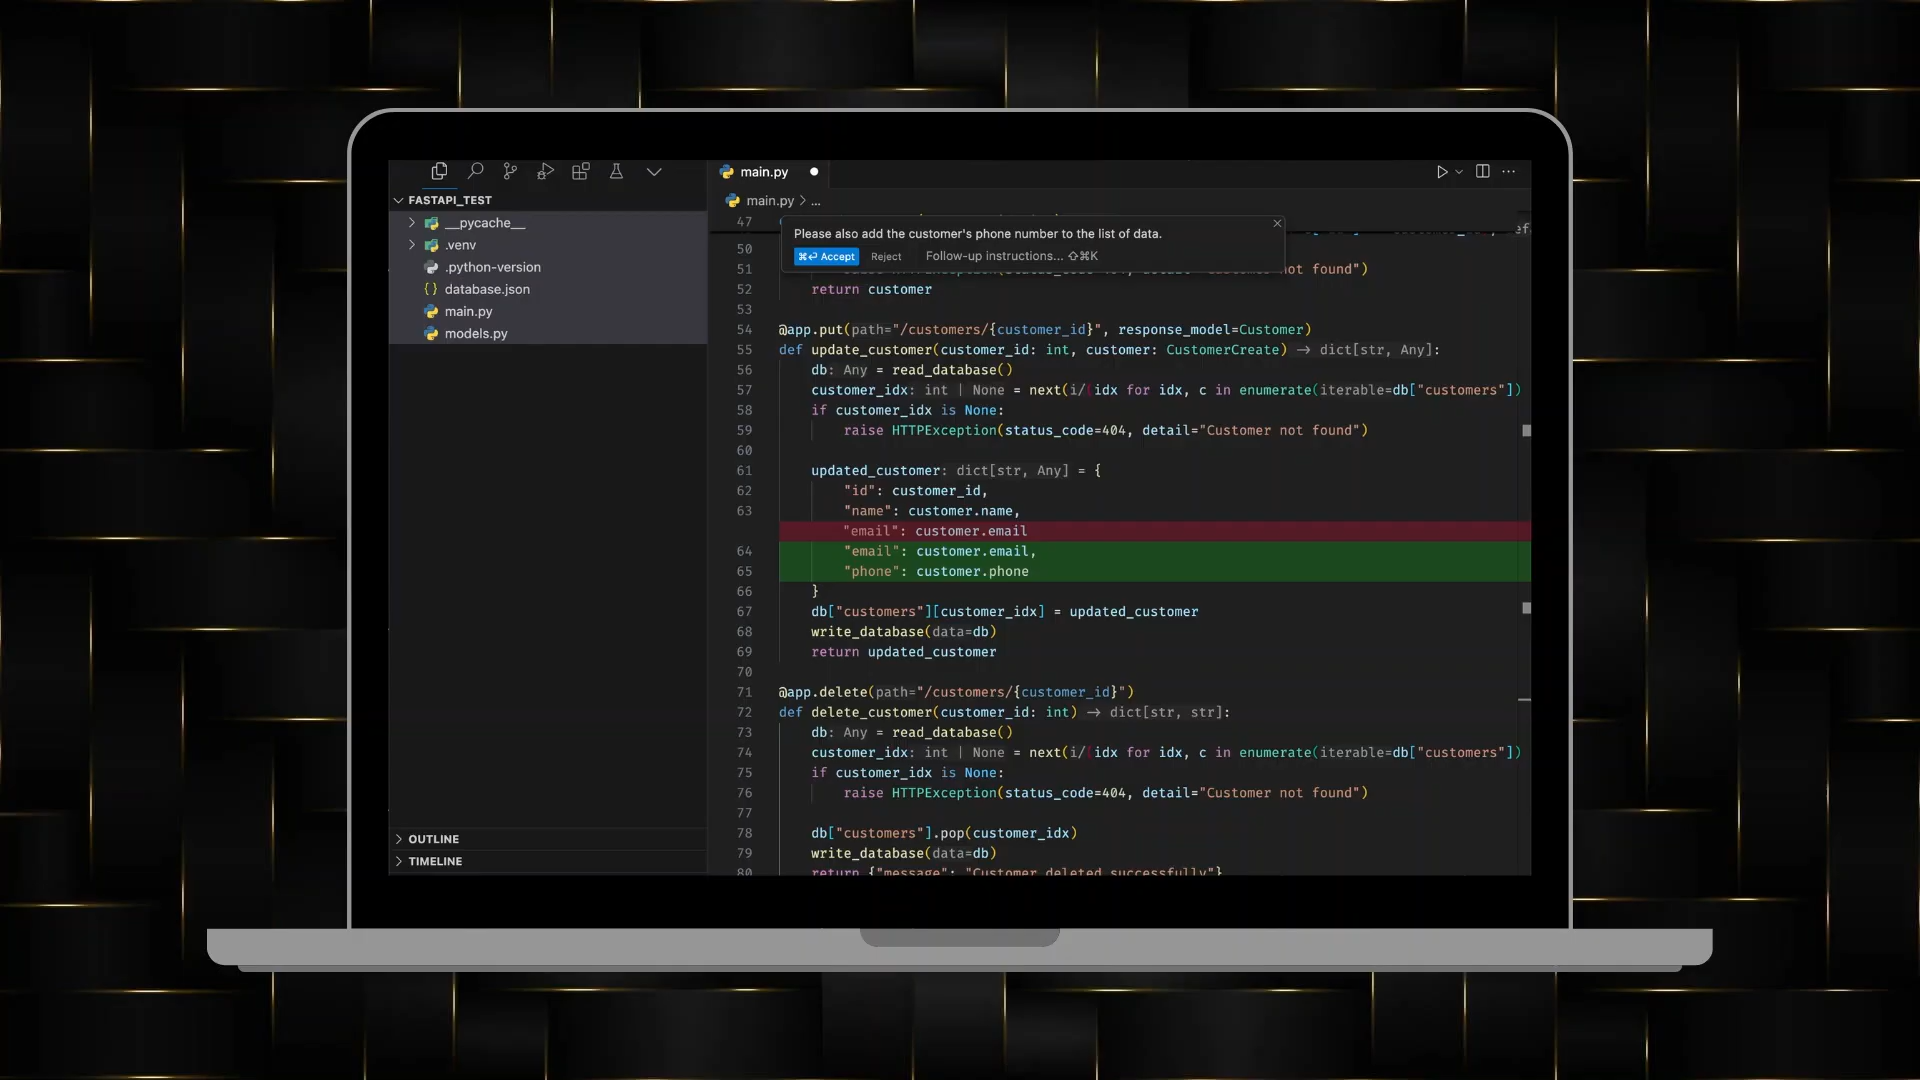 FASTAPI_TEST
__pycache__
.venv
.python-version
database.json
main.py
models.py
OUTLINE
TIMELINE
main.py
main.py > ...
Please also add the customer's phone number to the list of data.
⌘⏎ Accept Reject Follow-up instructions... ⇧⌘K
47
50
51 not found")
52 return customer
53
54 @app.put(path="/customers/{customer_id}", response_model=Customer)
55 def update_customer(customer_id: int, customer: CustomerCreate) → dict[str, Any]:
56 db: Any = read_database()
57 customer_idx: int | None = next(i/(idx for idx, c in enumerate(iterable=db["customers"])
58 if customer_idx is None:
59 raise HTTPException(status_code=404, detail="Customer not found")
60
61 updated_customer: dict[str, Any] = {
62 "id": customer_id,
63 "name": customer.name,
"email": customer.email
64 "email": customer.email,
65 "phone": customer.phone
66 }
67 db["customers"][customer_idx] = updated_customer
68 write_database(data=db)
69 return updated_customer
70
71 @app.delete(path="/customers/{customer_id}")
72 def delete_customer(customer_id: int) → dict[str, str]:
73 db: Any = read_database()
74 customer_idx: int | None = next(i/(idx for idx, c in enumerate(iterable=db["customers"])
75 if customer_idx is None:
76 raise HTTPException(status_code=404, detail="Customer not found")
77
78 db["customers"].pop(customer_idx)
79 write_database(data=db)
80 return {"message": "Customer deleted successfully"}